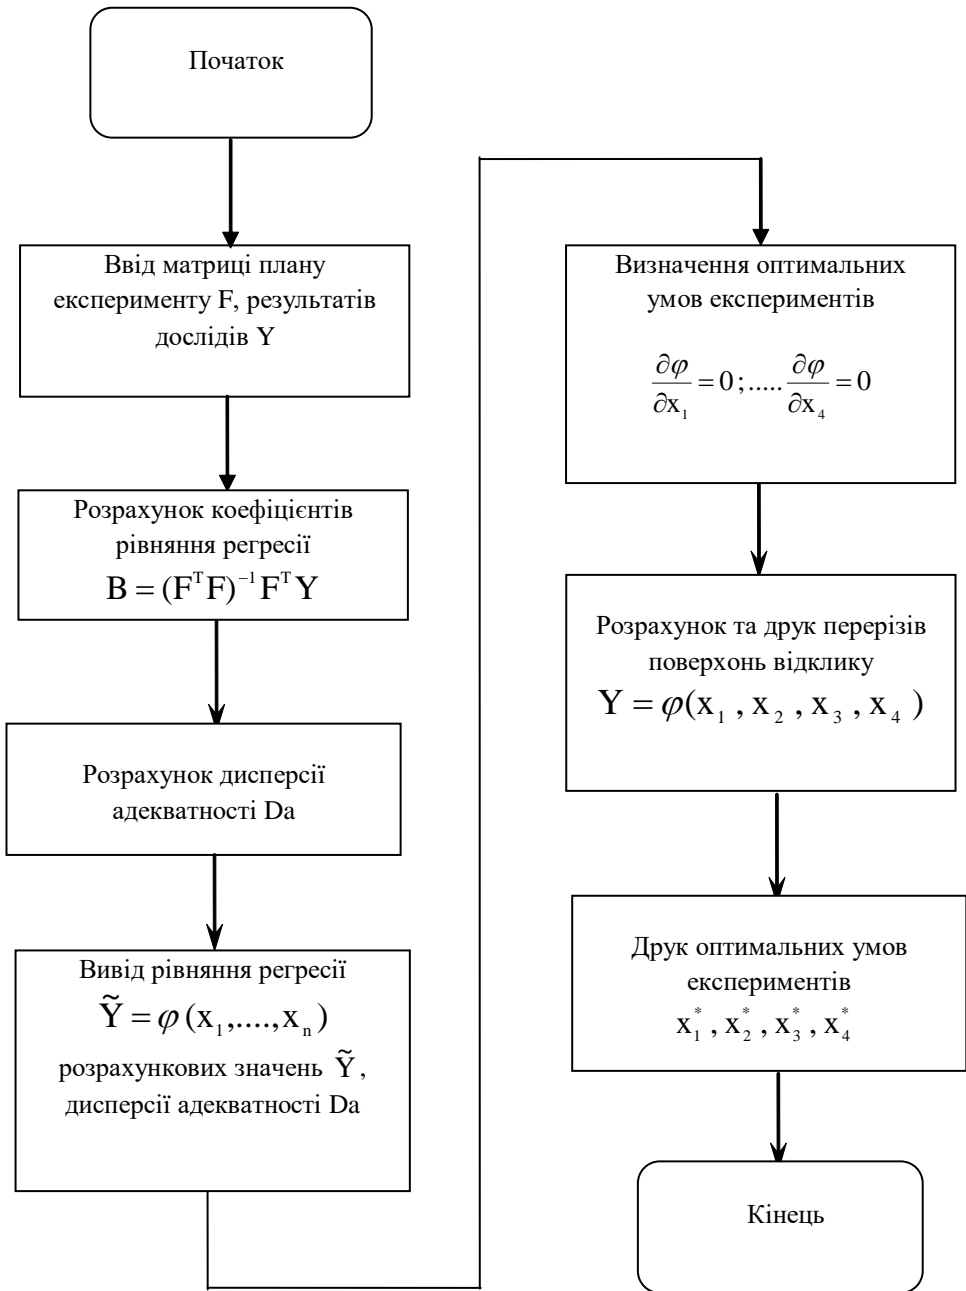 Початок
Ввід матриці плану
експерименту F, результатів
дослідів Y
Розрахунок коефіцієнтів
рівняння регресії
B = (FᵀF)⁻¹FᵀY
Розрахунок дисперсії
адекватності Da
Вивід рівняння регресії
Ỹ = φ (x₁,....,xₙ)
розрахункових значень Ỹ,
дисперсії адекватності Da
Визначення оптимальних
умов експериментів
∂φ/∂x₁ = 0 ;..... ∂φ/∂x₄ = 0
Розрахунок та друк перерізів
поверхонь відклику
Y = φ(x₁ , x₂ , x₃ , x₄ )
Друк оптимальних умов
експериментів
x₁* , x₂* , x₃* , x₄*
Кінець